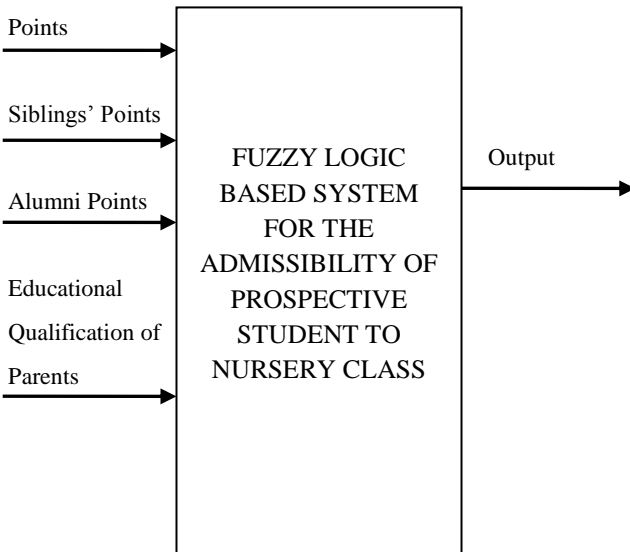 Points
Siblings’ Points
Alumni Points
Educational
Qualification of
Parents
FUZZY LOGIC
BASED SYSTEM
FOR THE
ADMISSIBILITY OF
PROSPECTIVE
STUDENT TO
NURSERY CLASS
Output